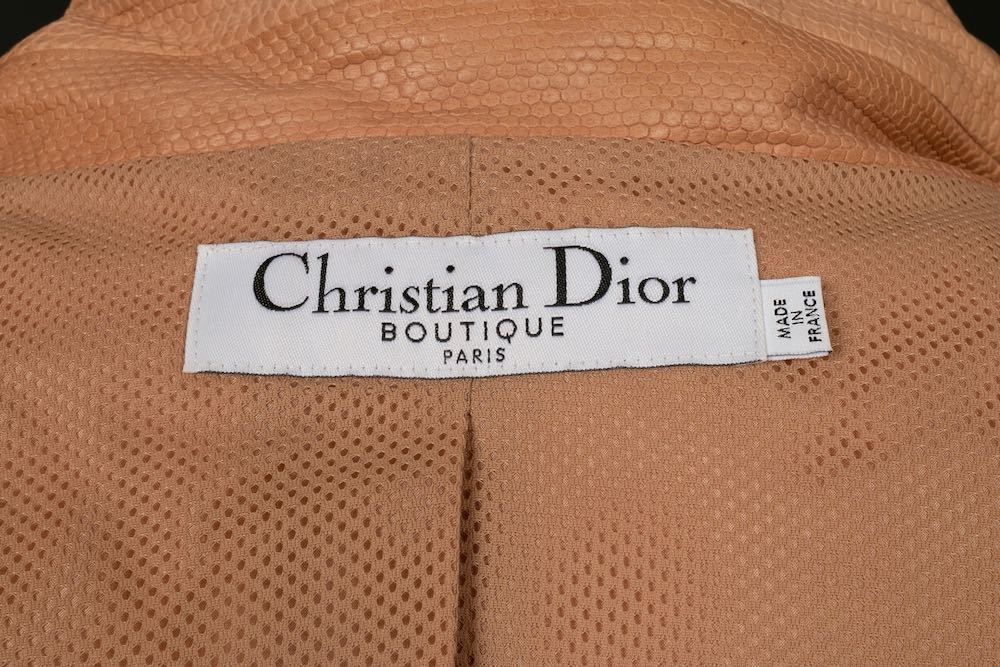 Christian Dior
BOUTIQUE
PARIS
MADE
IN
FRANCE